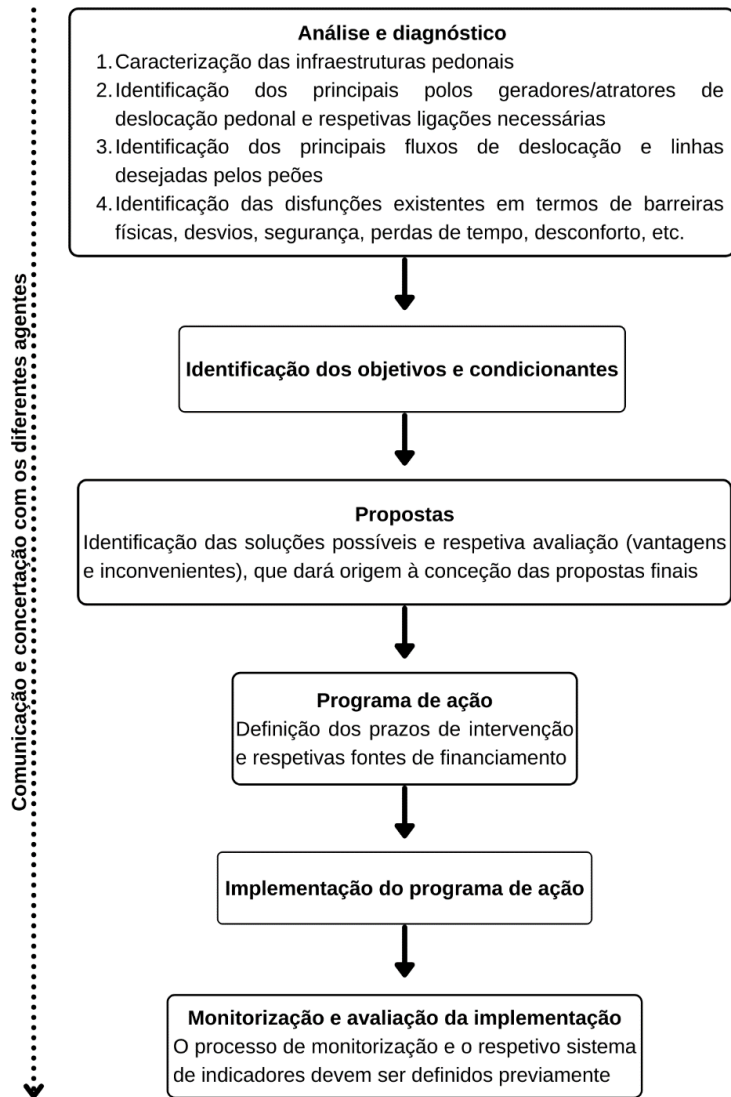 Análise e diagnóstico
1. Caracterização das infraestruturas pedonais
2. Identificação dos principais polos geradores/atratores de
deslocação pedonal e respetivas ligações necessárias
3. Identificação dos principais fluxos de deslocação e linhas
desejadas pelos peões
4. Identificação das disfunções existentes em termos de barreiras
físicas, desvios, segurança, perdas de tempo, desconforto, etc.
Comunicação e concertação com os diferentes agentes
Identificação dos objetivos e condicionantes
Propostas
Identificação das soluções possíveis e respetiva avaliação (vantagens
e inconvenientes), que dará origem à conceção das propostas finais
Programa de ação
Definição dos prazos de intervenção
e respetivas fontes de financiamento
Implementação do programa de ação
Monitorização e avaliação da implementação
O processo de monitorização e o respetivo sistema
de indicadores devem ser definidos previamente